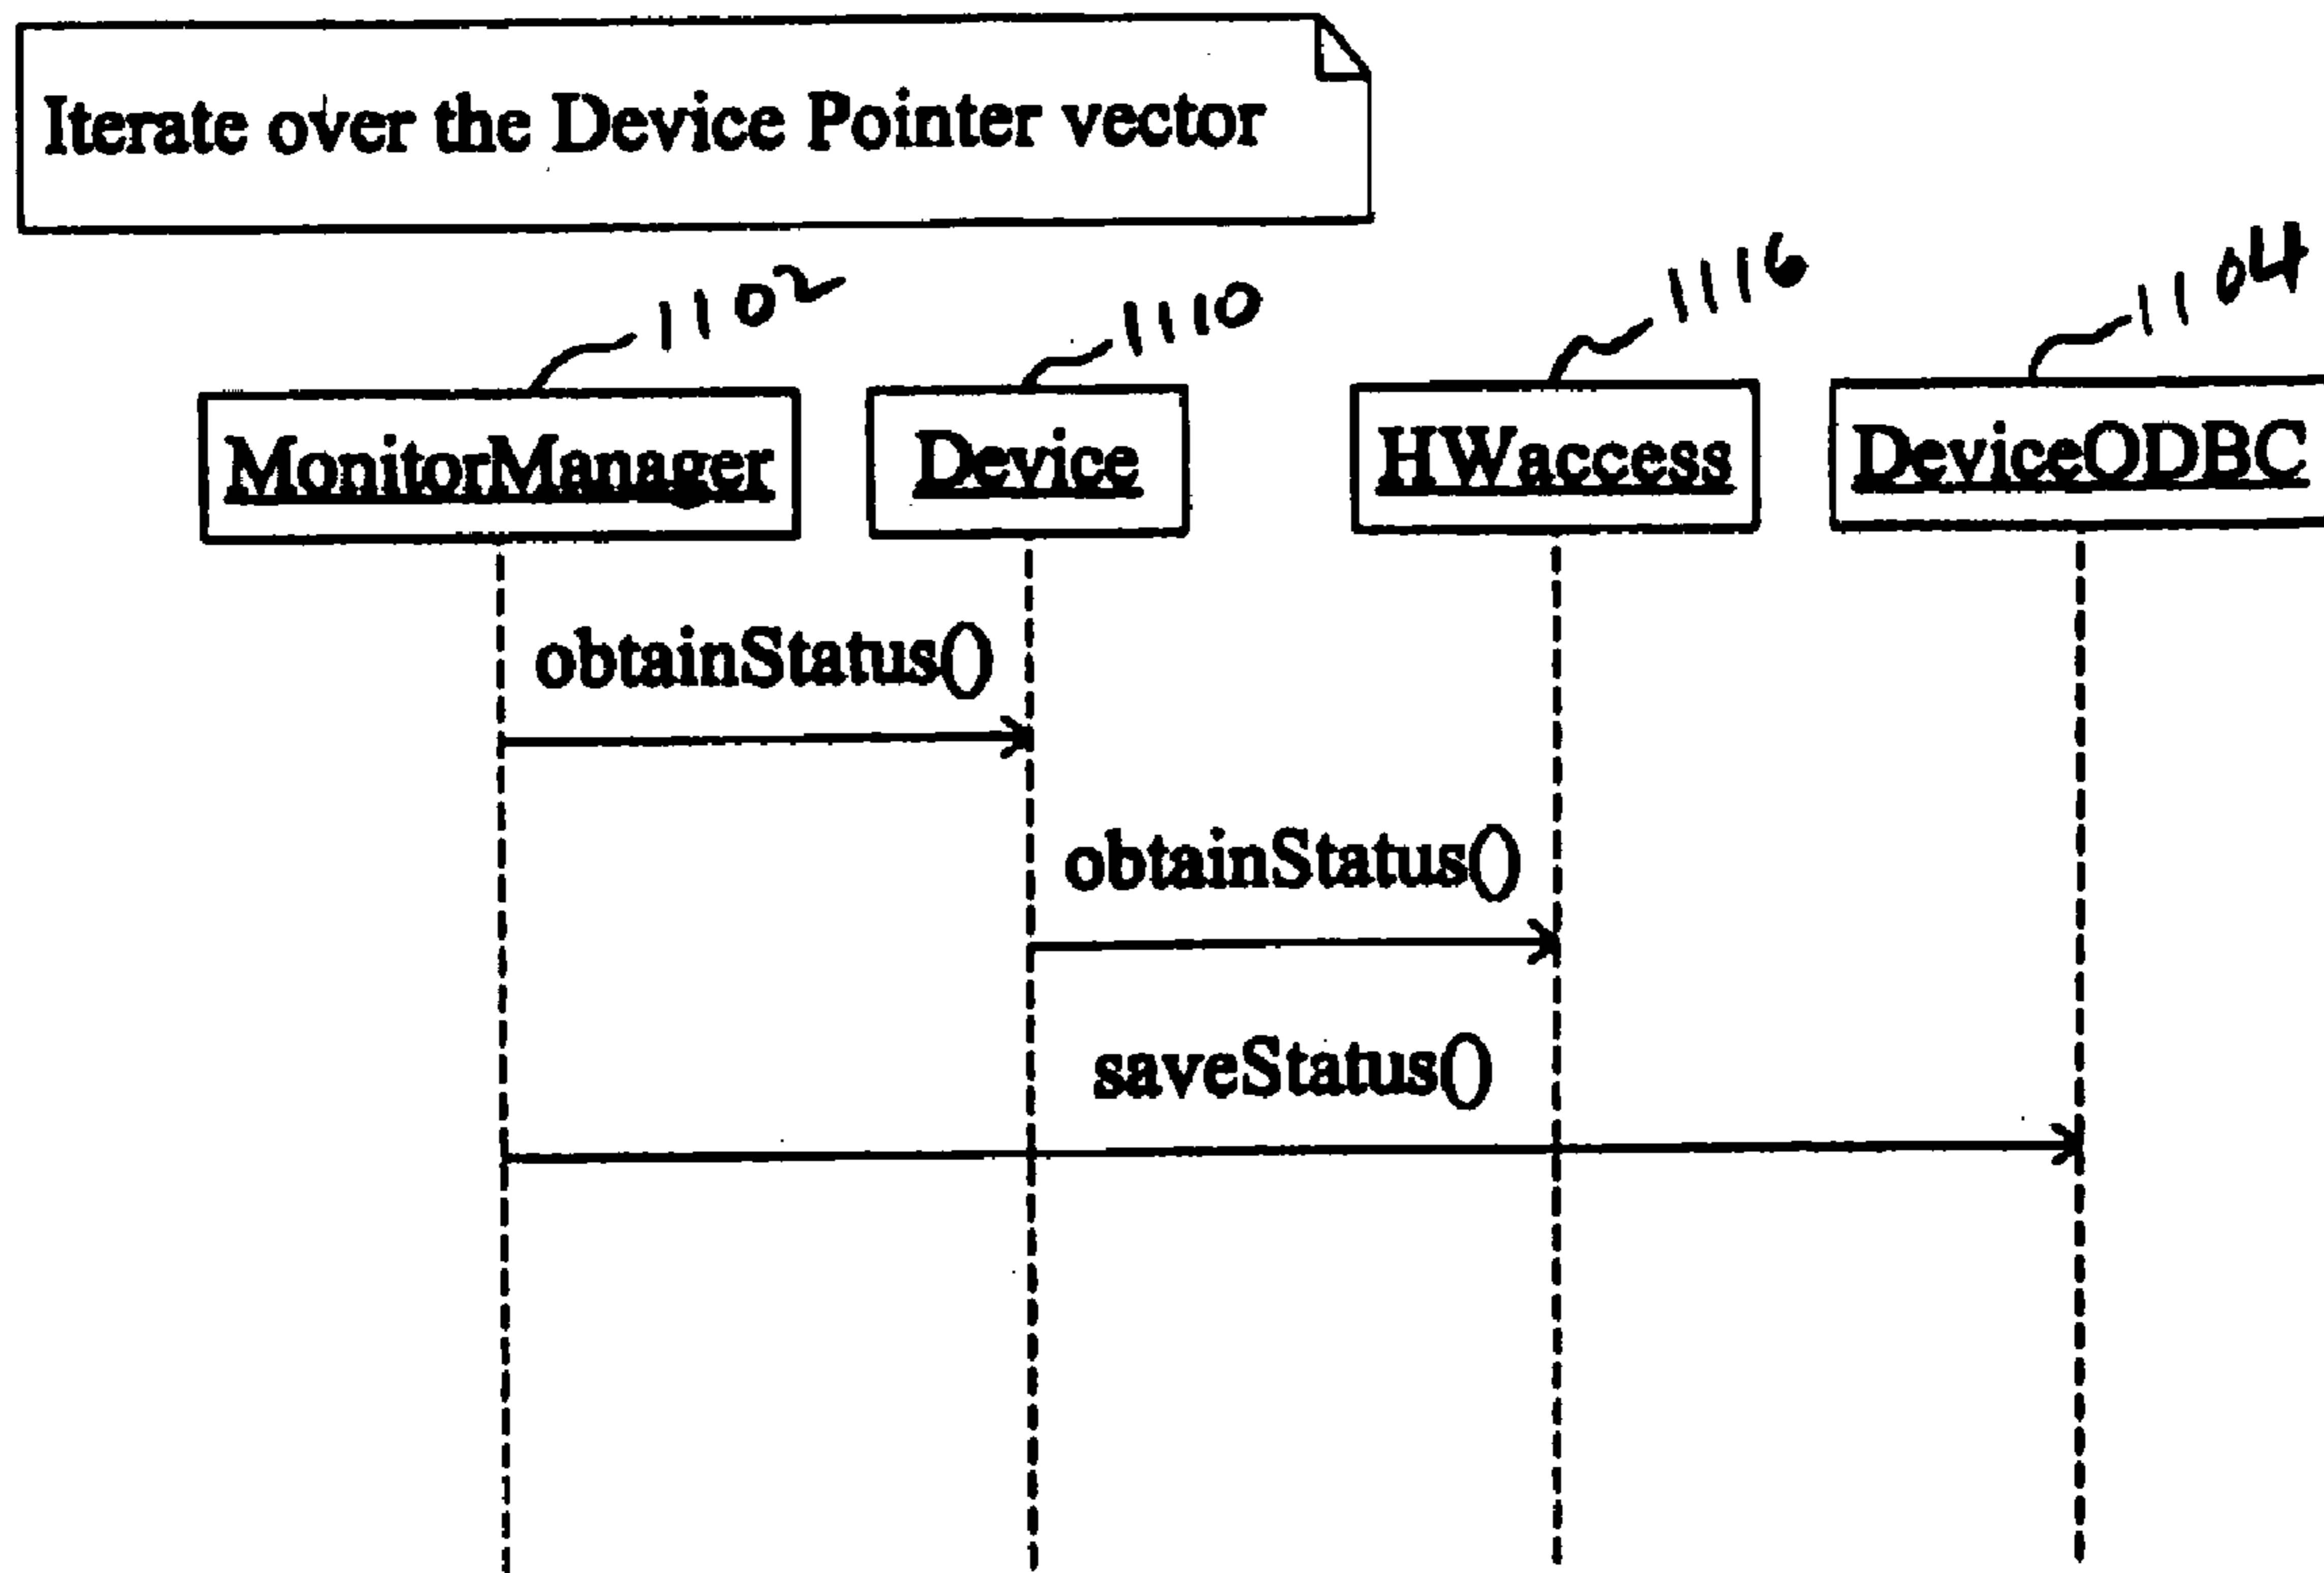 Iterate over the Device Pointer vector
1102 1110 1116 1104
MonitorManager Device HWaccess DeviceODBC
obtainStatus()
obtainStatus()
saveStatus()